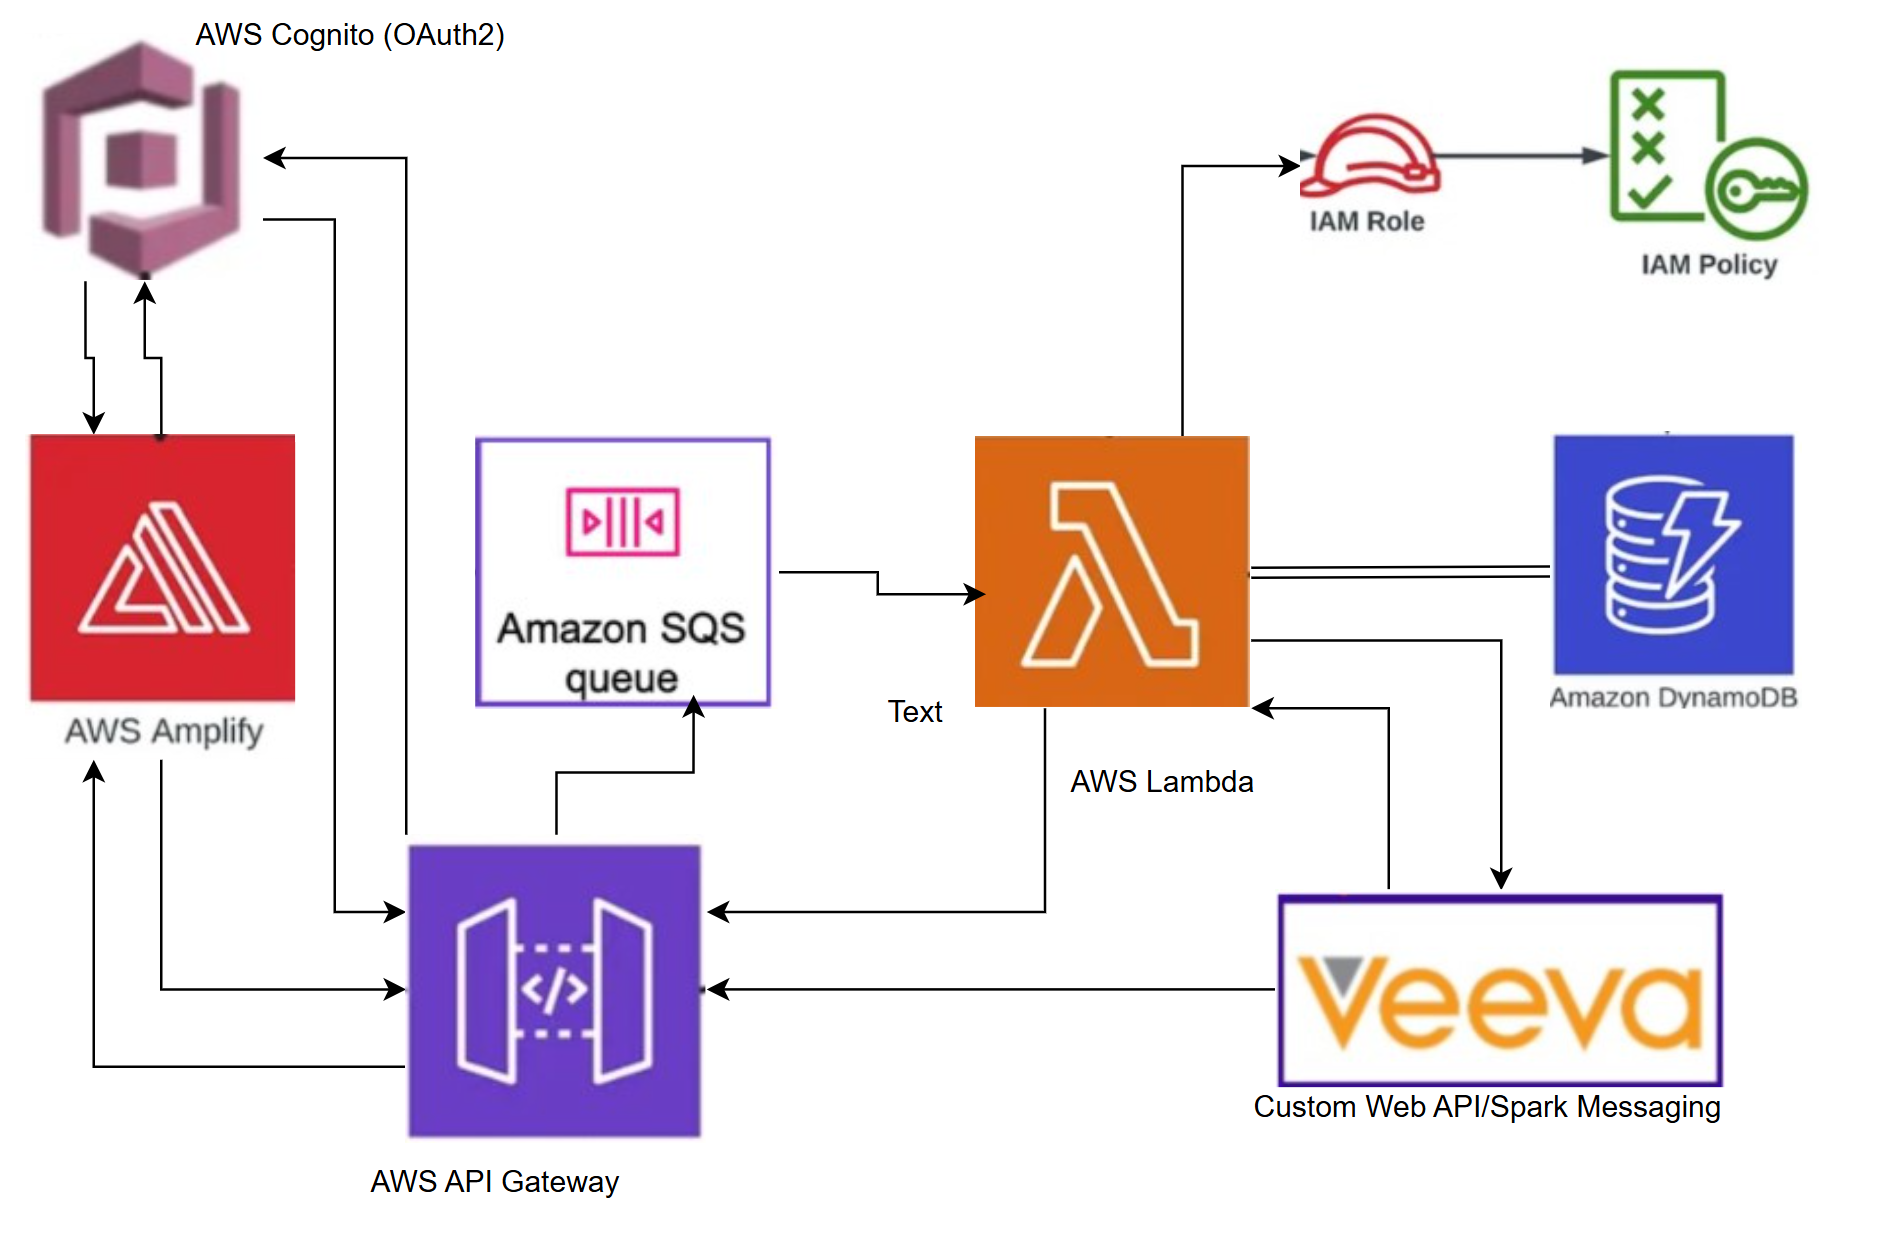 AWS Cognito (OAuth2)
IAM Role
IAM Policy
Amazon SQS
queue
AWS Amplify
Text
AWS Lambda
Amazon DynamoDB
</>
veeva
Custom Web API/Spark Messaging
AWS API Gateway